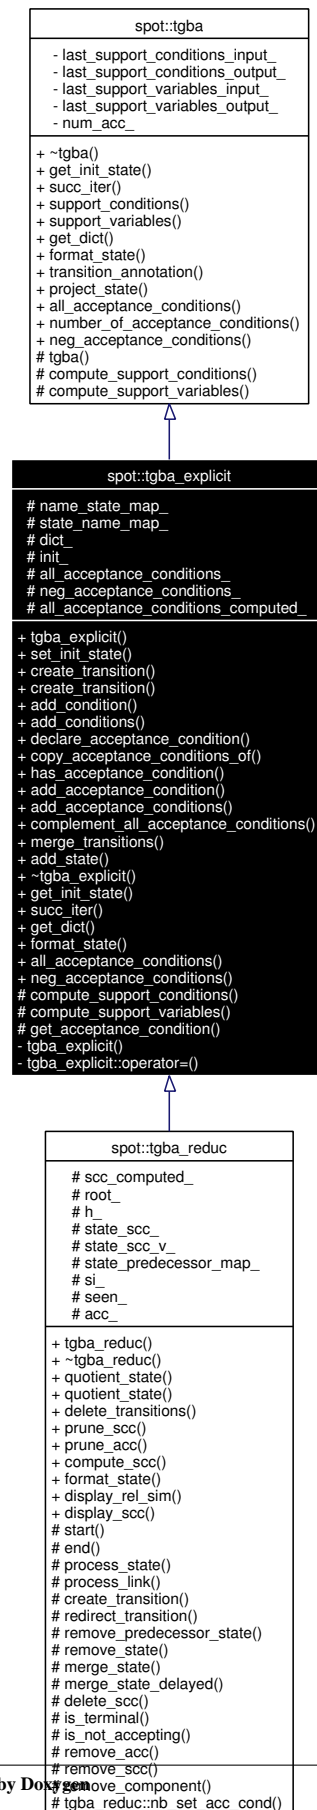 spot::tgba
- last_support_conditions_input_
- last_support_conditions_output_
- last_support_variables_input_
- last_support_variables_output_
- num_acc_
+ ~tgba()
+ get_init_state()
+ succ_iter()
+ support_conditions()
+ support_variables()
+ get_dict()
+ format_state()
+ transition_annotation()
+ project_state()
+ all_acceptance_conditions()
+ number_of_acceptance_conditions()
+ neg_acceptance_conditions()
# tgba()
# compute_support_conditions()
# compute_support_variables()
spot::tgba_explicit
# name_state_map_
# state_name_map_
# dict_
# init_
# all_acceptance_conditions_
# neg_acceptance_conditions_
# all_acceptance_conditions_computed_
+ tgba_explicit()
+ set_init_state()
+ create_transition()
+ create_transition()
+ add_condition()
+ add_conditions()
+ declare_acceptance_condition()
+ copy_acceptance_conditions_of()
+ has_acceptance_condition()
+ add_acceptance_condition()
+ add_acceptance_conditions()
+ complement_all_acceptance_conditions()
+ merge_transitions()
+ add_state()
+ ~tgba_explicit()
+ get_init_state()
+ succ_iter()
+ get_dict()
+ format_state()
+ all_acceptance_conditions()
+ neg_acceptance_conditions()
# compute_support_conditions()
# compute_support_variables()
# get_acceptance_condition()
- tgba_explicit()
- tgba_explicit::operator=()
spot::tgba_reduc
# scc_computed_
# root_
# h_
# state_scc_
# state_scc_v_
# state_predecessor_map_
# si_
# seen_
# acc_
+ tgba_reduc()
+ ~tgba_reduc()
+ quotient_state()
+ quotient_state()
+ delete_transitions()
+ prune_scc()
+ prune_acc()
+ compute_scc()
+ format_state()
+ display_rel_sim()
+ display_scc()
# start()
# end()
# process_state()
# process_link()
# create_transition()
# redirect_transition()
# remove_predecessor_state()
# remove_state()
# merge_state()
# merge_state_delayed()
# delete_scc()
# is_terminal()
# is_not_accepting()
# remove_acc()
# remove_scc()
by Doxygen
# remove_component()
# tgba_reduc::nb_set_acc_cond()